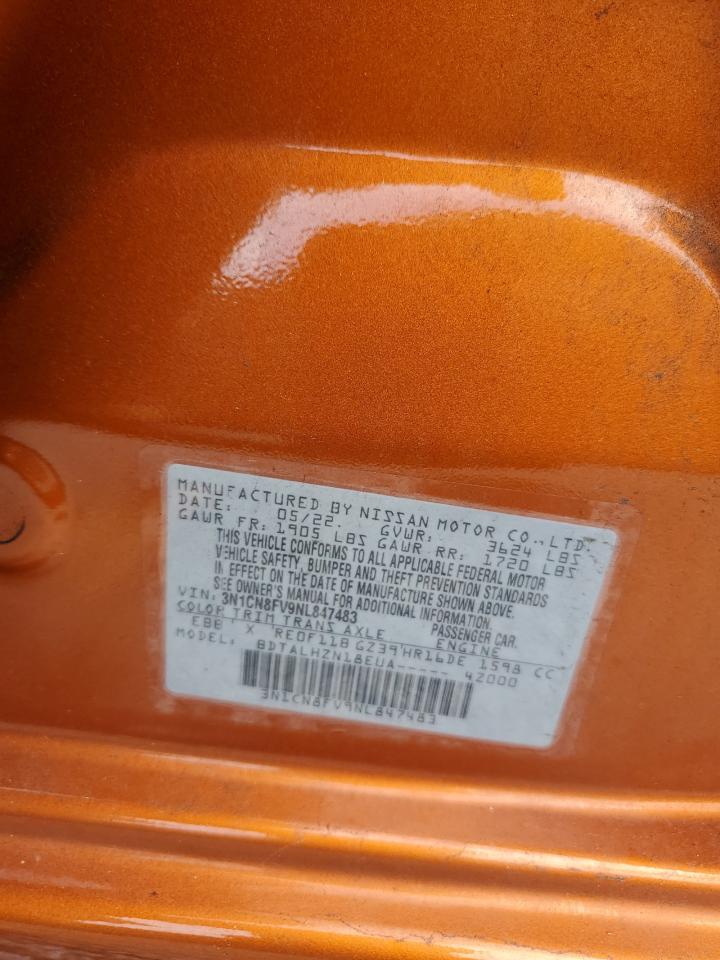 MANUFACTURED BY NISSAN MOTOR CO., LTD.
DATE: 05/22. GVWR: 3624 LBS
GAWR FR: 1905 LBS GAWR RR: 1720 LBS
THIS VEHICLE CONFORMS TO ALL APPLICABLE FEDERAL MOTOR
VEHICLE SAFETY, BUMPER AND THEFT PREVENTION STANDARDS
IN EFFECT ON THE DATE OF MANUFACTURE SHOWN ABOVE.
SEE OWNER'S MANUAL FOR ADDITIONAL INFORMATION.
VIN: 3N1CN8FV9NL847483 PASSENGER CAR.
COLOR TRIM TRANS AXLE ENGINE
EBB X RE0F11B GZ39 HR16DE 1598 CC
MODEL: BDTALHZN18EUA----- 42000
3N1CN8FV9NL847483